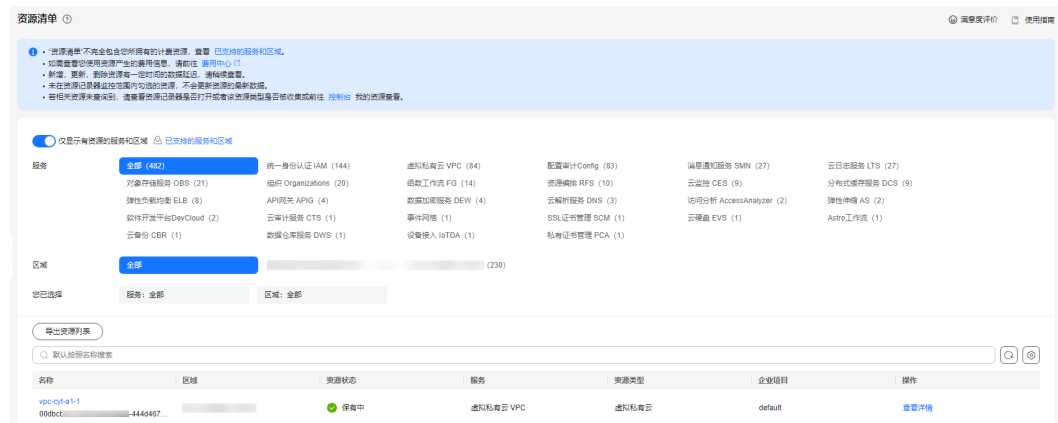 资源清单
满意度评价 使用指南
• “资源清单”不完全包含您所拥有的计费资源，查看 已支持的服务和区域。
• 如需查看您使用资源产生的费用信息，请前往 费用中心
• 新增，更新，删除资源有一定时间的数据延迟，请稍候查看。
• 未在资源记录器监控范围内勾选的资源，不会更新资源的最新数据。
• 若相关资源未查询到，请查看资源记录器是否打开或者该资源类型是否被收集或前往 控制台 我的资源查看。
仅显示有资源的服务和区域 已支持的服务和区域
服务 全部 (482) 统一身份认证 IAM (144) 虚拟私有云 VPC (84) 配置审计Config (83) 消息通知服务 SMN (27) 云日志服务 LTS (27)
对象存储服务 OBS (21) 组织 Organizations (20) 函数工作流 FG (14) 资源编排 RFS (10) 云监控 CES (9) 分布式缓存服务 DCS (9)
弹性负载均衡 ELB (8) API网关 APIG (4) 数据加密服务 DEW (4) 云解析服务 DNS (3) 访问分析 AccessAnalyzer (2) 弹性伸缩 AS (2)
软件开发平台DevCloud (2) 云审计服务 CTS (1) 事件网格 (1) SSL证书管理 SCM (1) 云硬盘 EVS (1) Astro工作流 (1)
云备份 CBR (1) 数据仓库服务 DWS (1) 设备接入 IoTDA (1) 私有证书管理 PCA (1)
区域 全部 (230)
您已选择 服务：全部 区域：全部
导出资源列表
默认按照名称搜索
名称 区域 资源状态 服务 资源类型 企业项目 操作
vpc-cyt-a1-1
00dbct -444d467... 保有中 虚拟私有云 VPC 虚拟私有云 default 查看详情